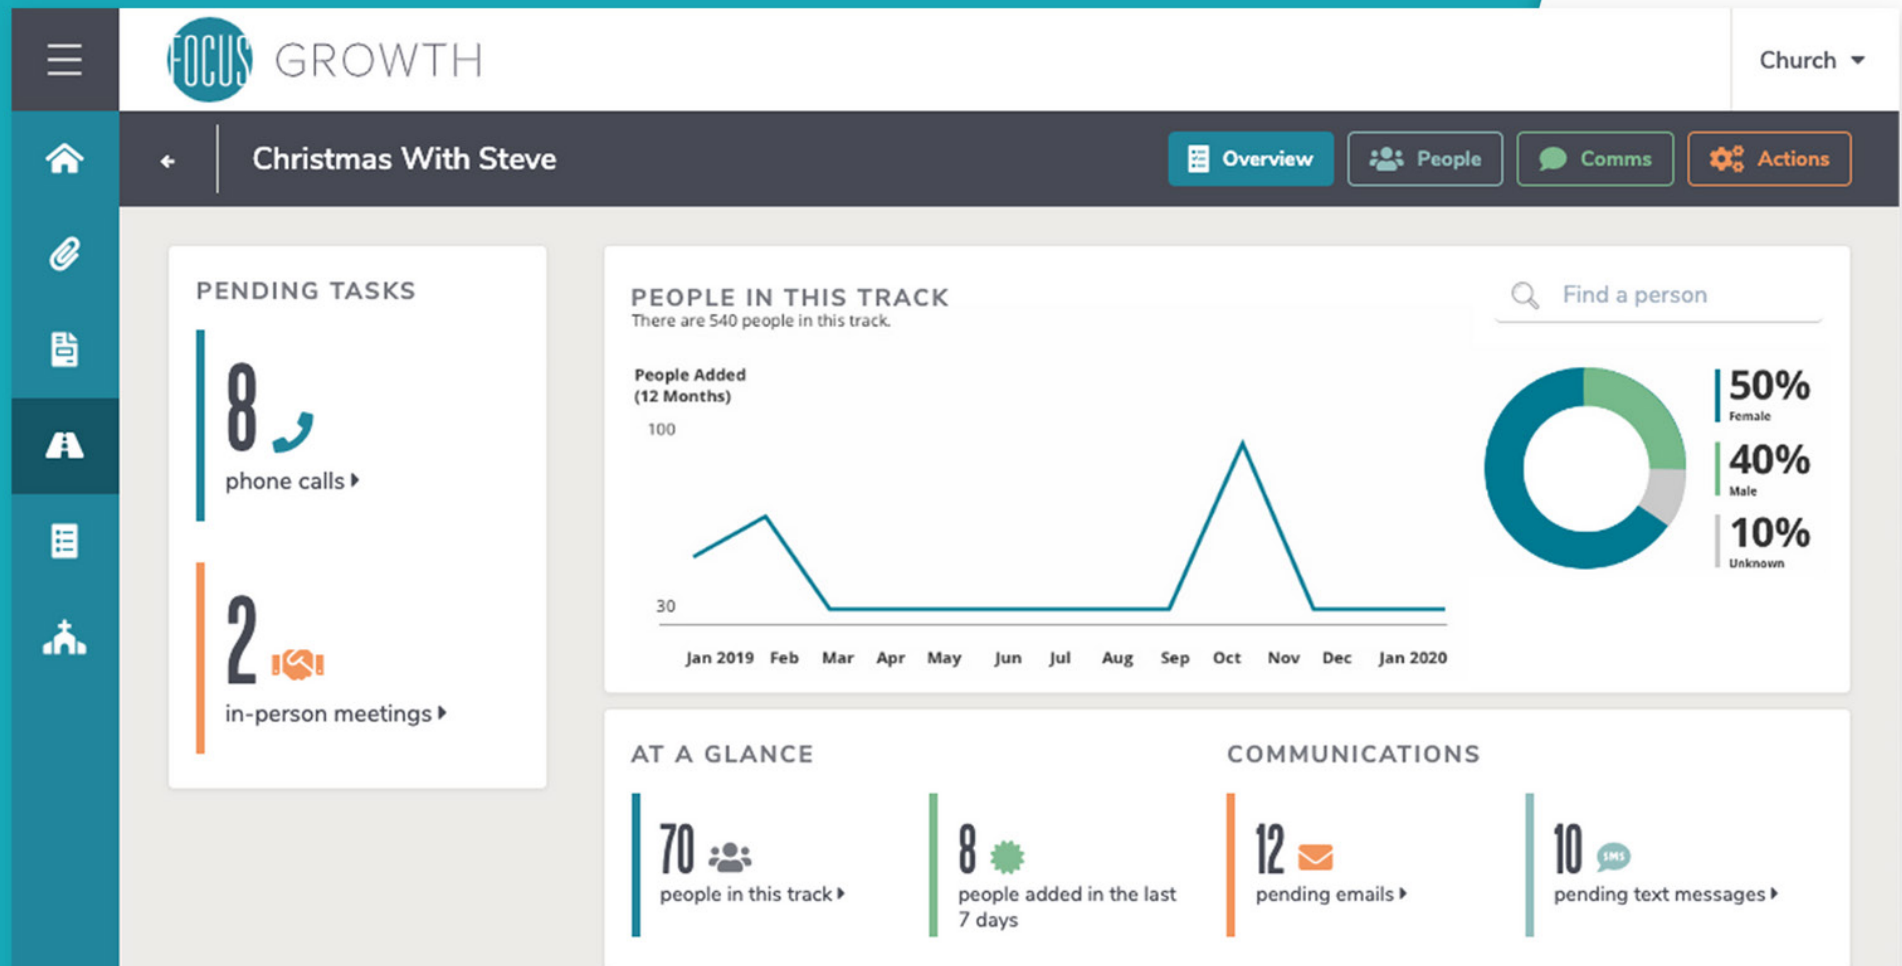 FOCUS GROWTH
Church
Christmas With Steve
Overview
People
Comms
Actions
PENDING TASKS
8
phone calls
2
in-person meetings
PEOPLE IN THIS TRACK
There are 540 people in this track.
Find a person
People Added
(12 Months)
100
30
Jan 2019 Feb Mar Apr May Jun Jul Aug Sep Oct Nov Dec Jan 2020
50%
Female
40%
Male
10%
Unknown
AT A GLANCE
70
people in this track
8
people added in the last
7 days
COMMUNICATIONS
12
pending emails
10
SMS
pending text messages